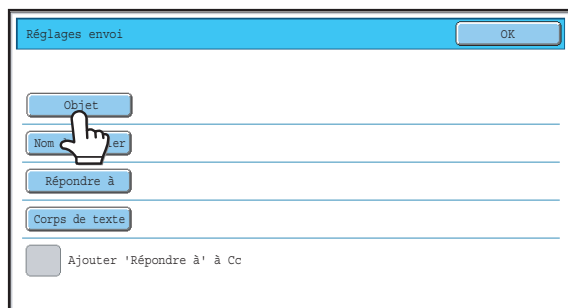 Réglages envoi
OK
Objet
Nom
Répondre à
Corps de texte
Ajouter 'Répondre à' à Cc